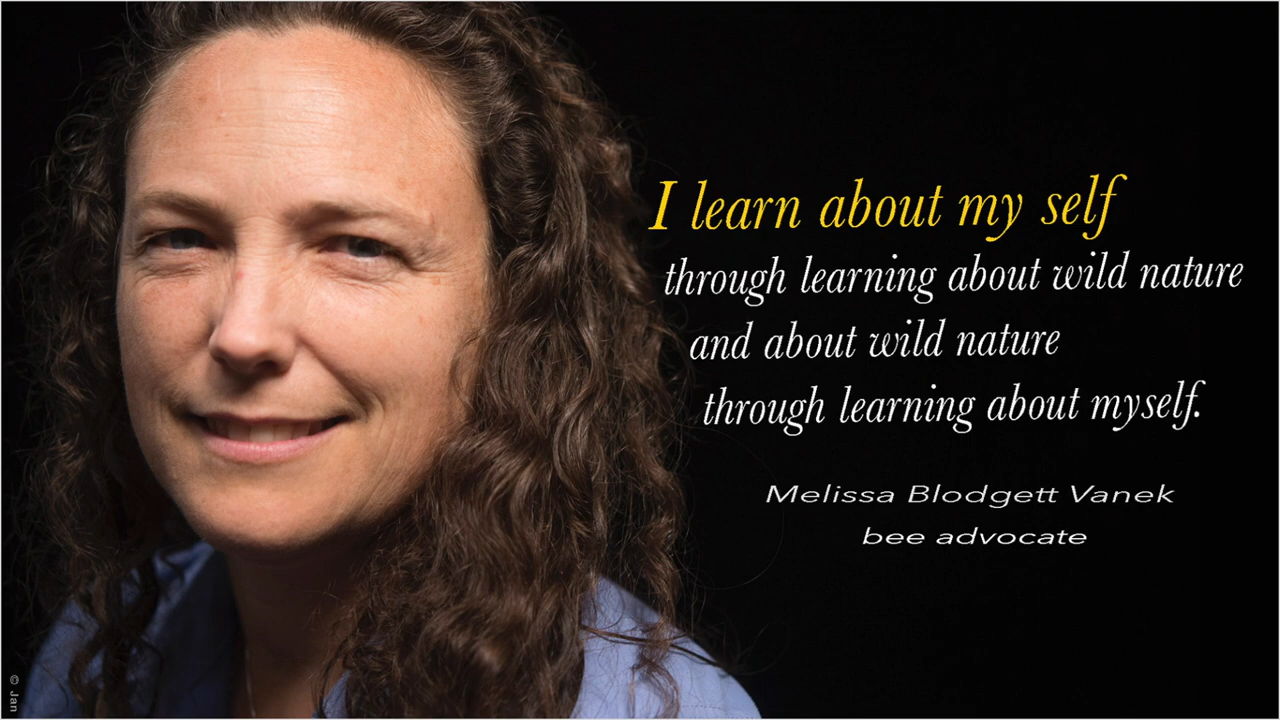 I learn about my self
through learning about wild nature
and about wild nature
through learning about myself.
Melissa Blodgett Vanek
bee advocate
© Jan